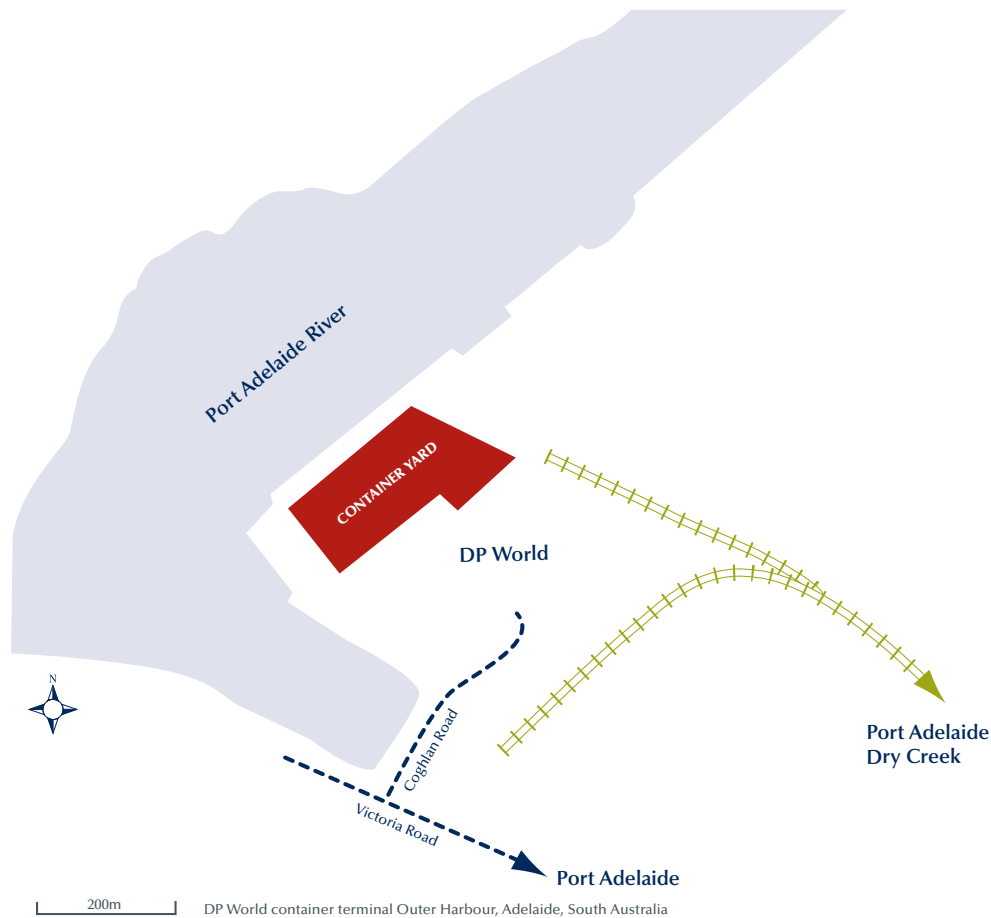 Port Adelaide River
CONTAINER YARD
DP World
N
Coghlan Road
Port Adelaide
Dry Creek
Victoria Road
Port Adelaide
200m
DP World container terminal Outer Harbour, Adelaide, South Australia